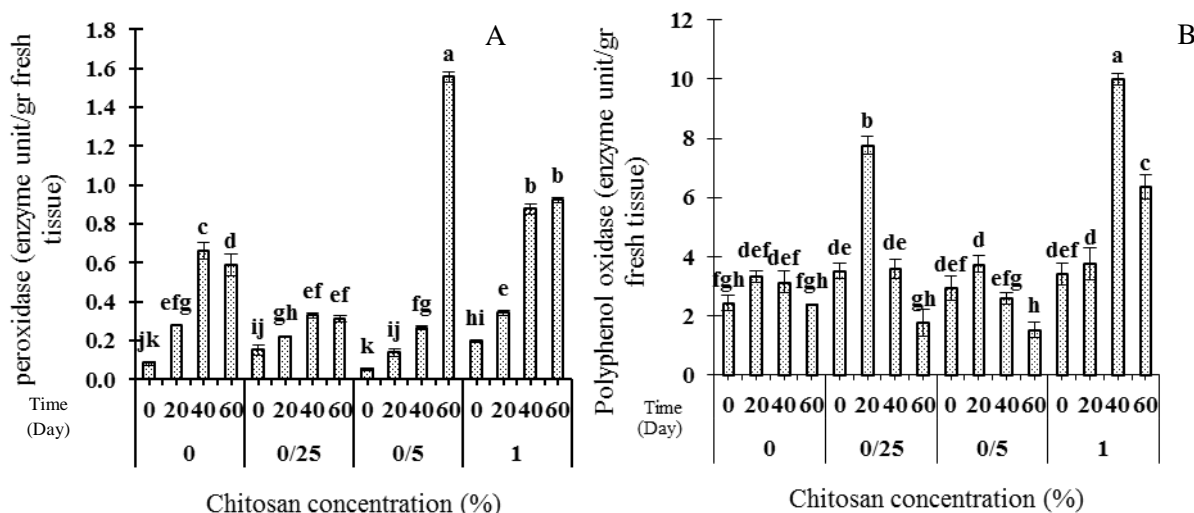 A
peroxidase (enzyme unit/gr fresh
tissue)
1.8
1.6
1.4
1.2
1.0
0.8
0.6
0.4
0.2
0.0
jk
efg
c
d
ij
gh
ef
ef
k
ij
fg
a
hi
e
b
b
Time
(Day)
0 20 40 60 0 20 40 60 0 20 40 60 0 20 40 60
0 0/25 0/5 1
Chitosan concentration (%)
B
Polyphenol oxidase (enzyme unit/gr
fresh tissue)
12
10
8
6
4
2
0
fgh
def
def
fgh
de
b
de
gh
def
d
efg
h
def
d
a
c
Time
(Day)
0 20 40 60 0 20 40 60 0 20 40 60 0 20 40 60
0 0/25 0/5 1
Chitosan concentration (%)